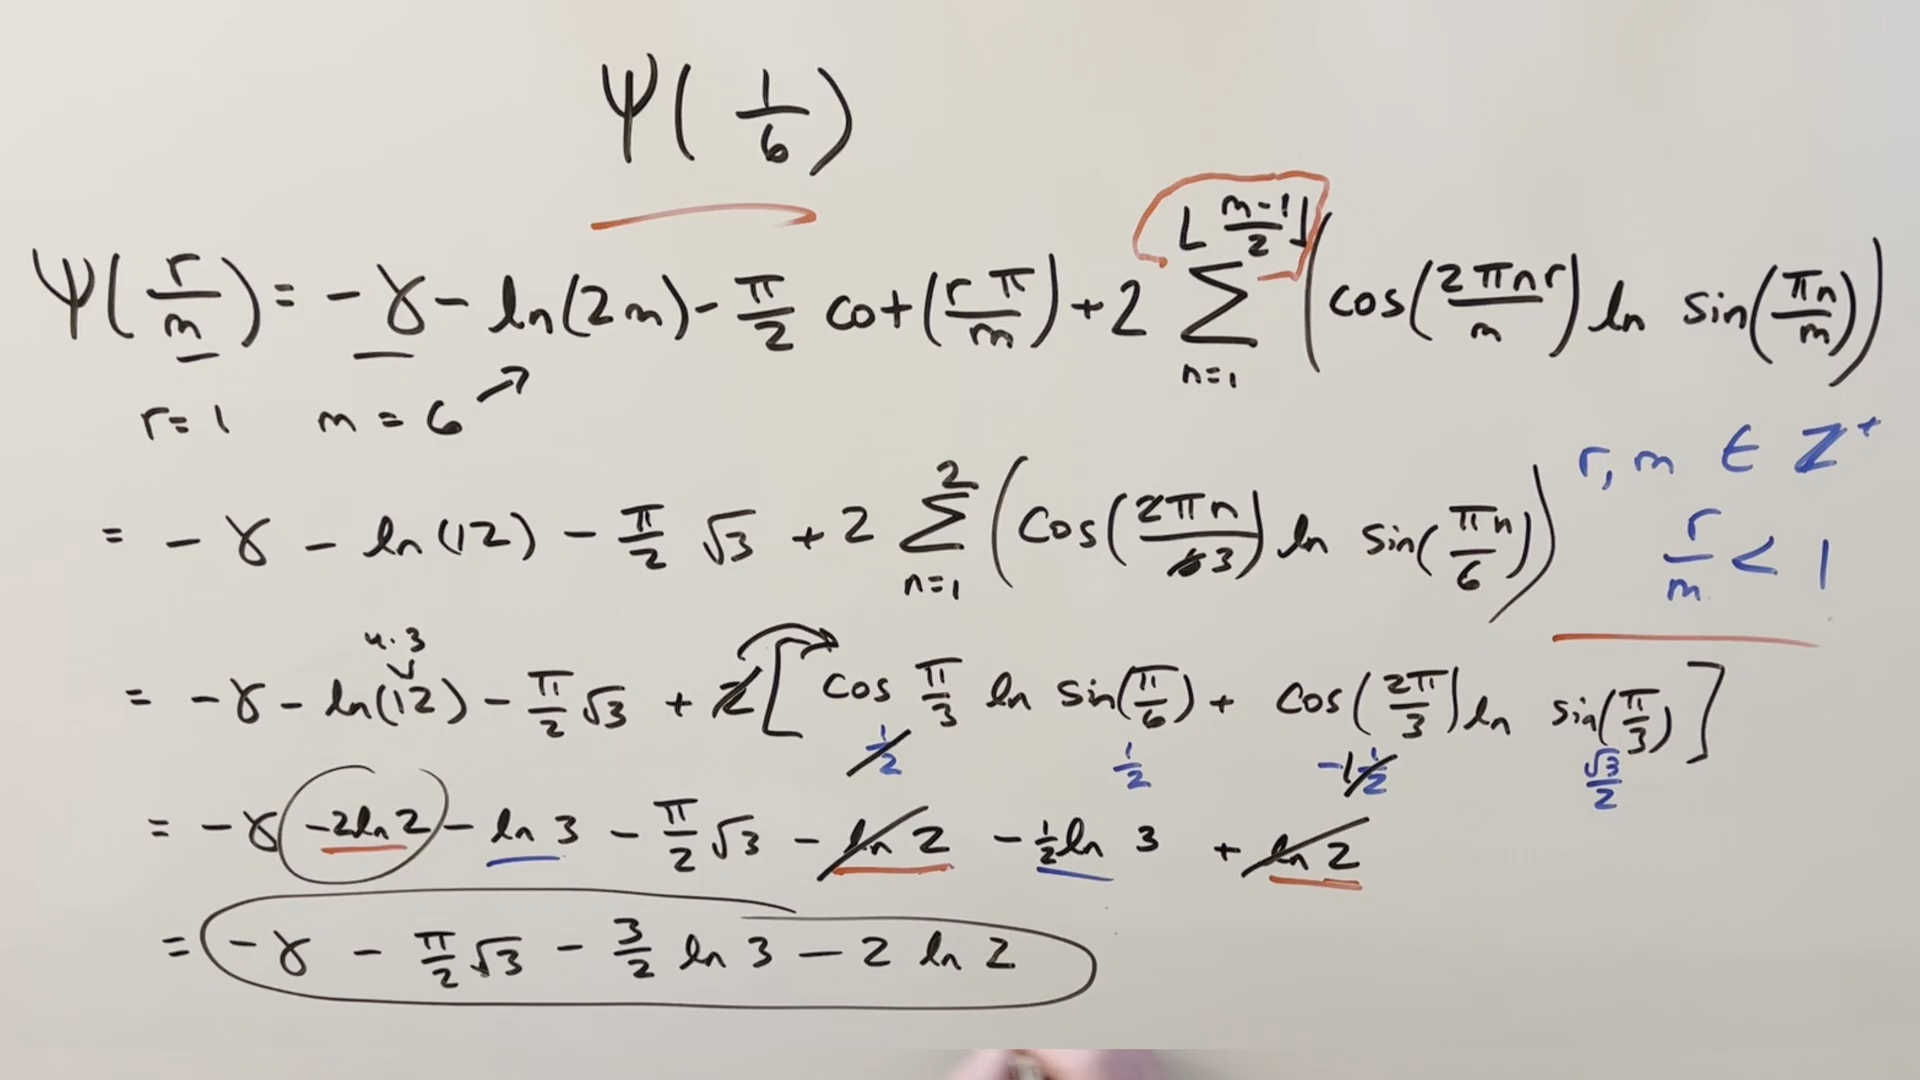 Ψ(1/6)
Ψ(r/m) = -γ - ln(2m) - π/2 cot(rπ/m) + 2 Σ_{n=1}^{⌊(m-1)/2⌋} (cos(2πnr/m) ln sin(πn/m))
r=1 m=6 ↗
r, m ∈ Z⁺
= -γ - ln(12) - π/2 √3 + 2 Σ_{n=1}^{2} (cos(2πn/3) ln sin(πn/6))
r/m < 1
4·3
= -γ - ln(12) - π/2 √3 + 2[cos π/3 ln sin(π/6) + cos(2π/3) ln sin(π/3)]
1/2 1/2 -1 1/2 √3/2
= -γ -2ln 2 - ln 3 - π/2 √3 - ln 2 - 1/2 ln 3 + ln 2
= -γ - π/2 √3 - 3/2 ln 3 - 2 ln 2